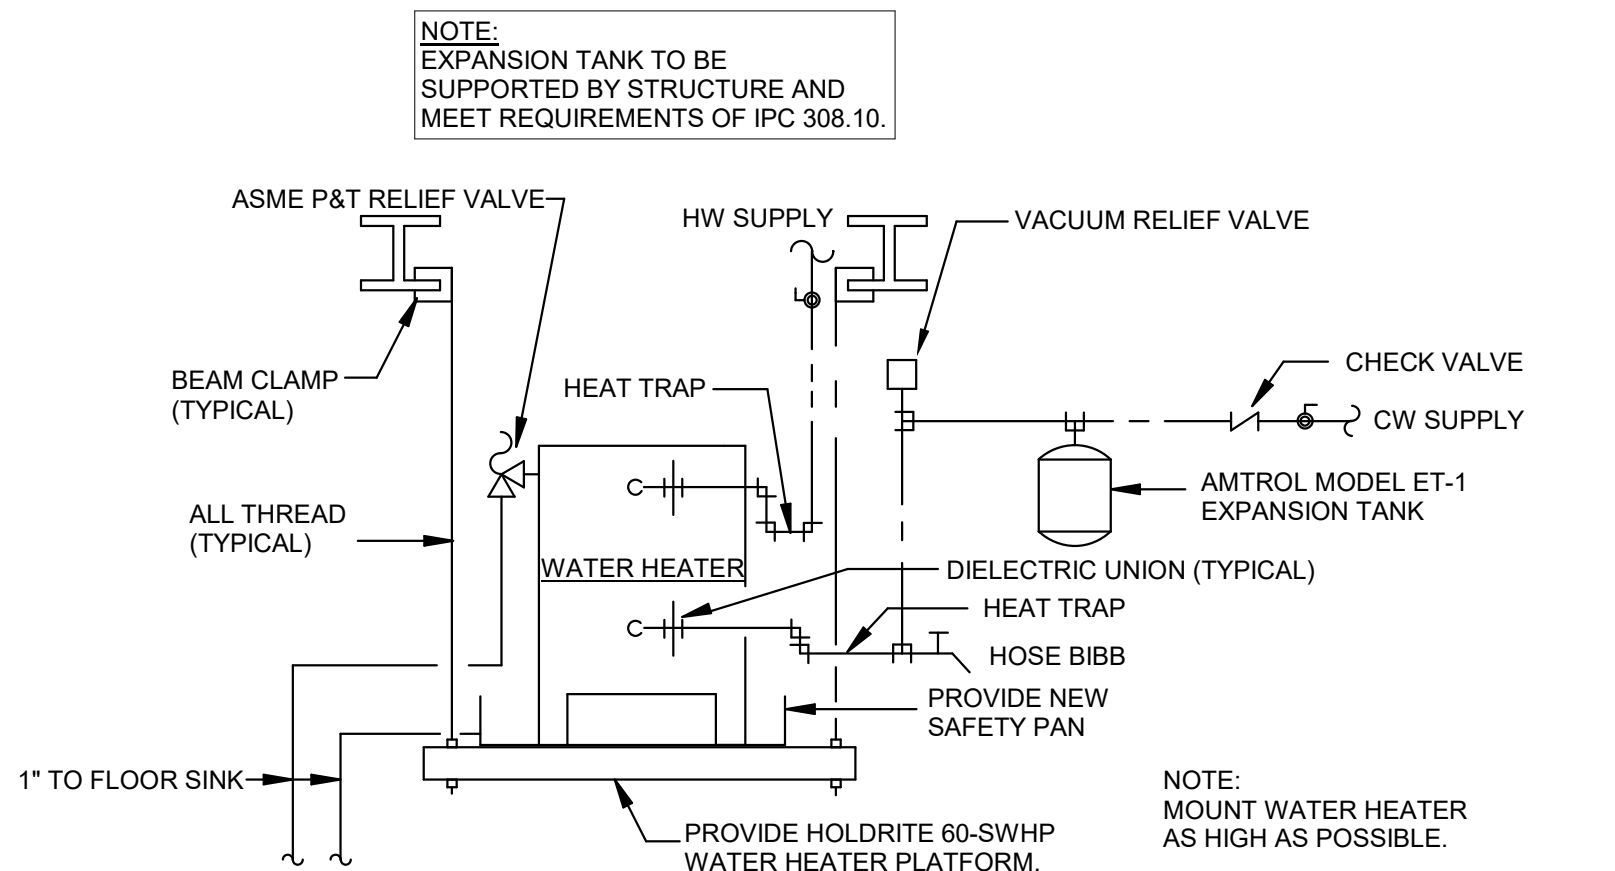 NOTE:
EXPANSION TANK TO BE
SUPPORTED BY STRUCTURE AND
MEET REQUIREMENTS OF IPC 308.10.
ASME P&T RELIEF VALVE
HW SUPPLY
VACUUM RELIEF VALVE
BEAM CLAMP
(TYPICAL)
HEAT TRAP
CHECK VALVE
CW SUPPLY
ALL THREAD
(TYPICAL)
AMTROL MODEL ET-1
EXPANSION TANK
WATER HEATER
DIELECTRIC UNION (TYPICAL)
HEAT TRAP
HOSE BIBB
PROVIDE NEW
SAFETY PAN
1" TO FLOOR SINK
PROVIDE HOLDRITE 60-SWHP
WATER HEATER PLATFORM.
NOTE:
MOUNT WATER HEATER
AS HIGH AS POSSIBLE.